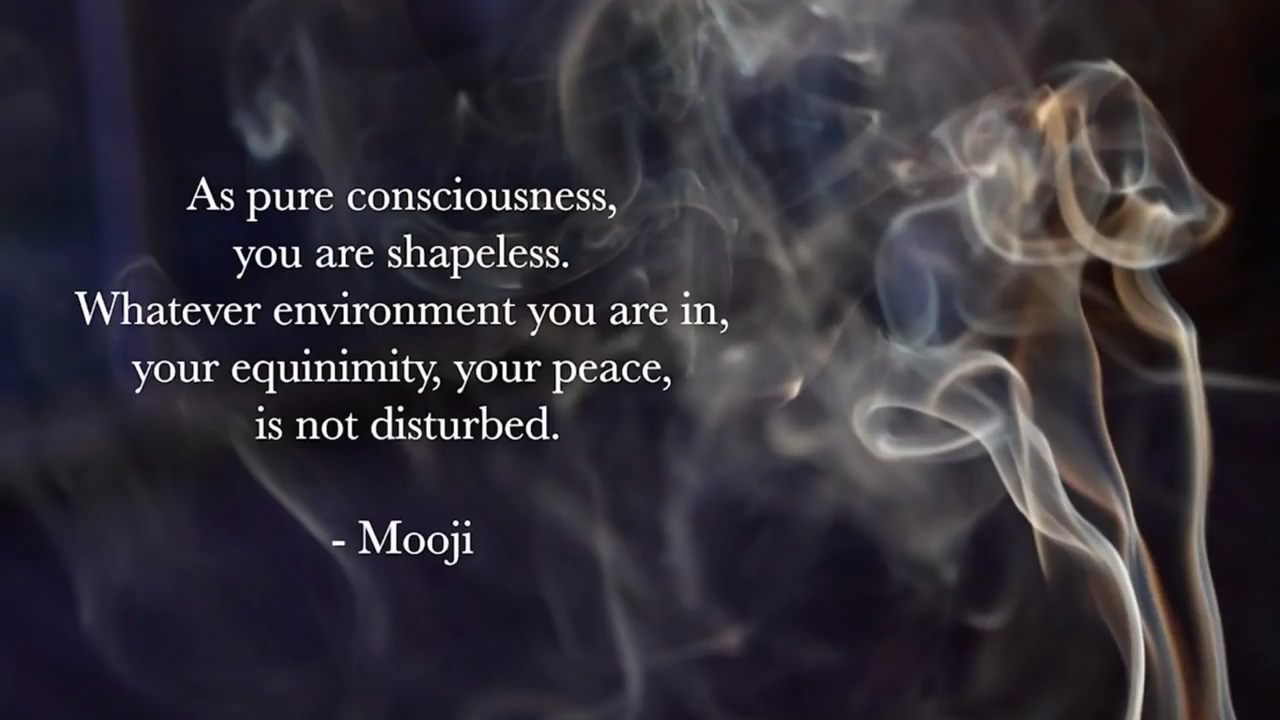 As pure consciousness,
you are shapeless.
Whatever environment you are in,
your equinimity, your peace,
is not disturbed.
- Mooji